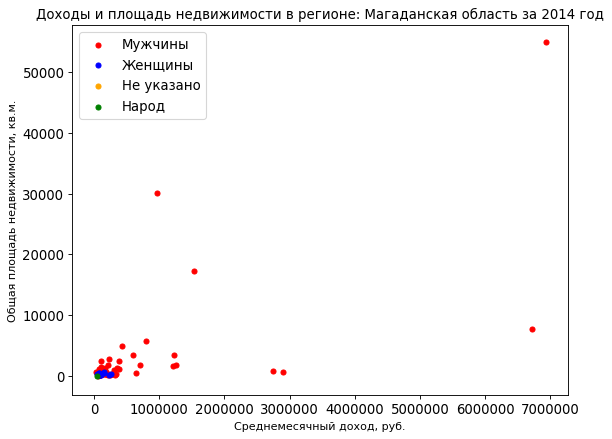 Доходы и площадь недвижимости в регионе: Магаданская область за 2014 год
Мужчины
Женщины
Не указано
Народ
Общая площадь недвижимости, кв.м.
50000
40000
30000
20000
10000
0
0 1000000 2000000 3000000 4000000 5000000 6000000 7000000
Среднемесячный доход, руб.